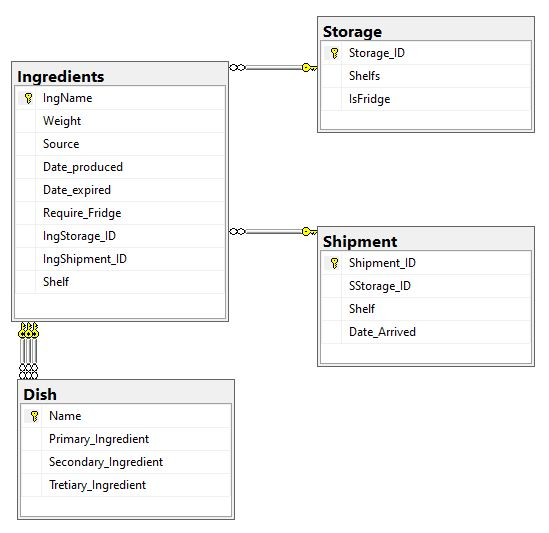 Storage
Storage_ID
Shelfs
IsFridge
Ingredients
IngName
Weight
Source
Date_produced
Date_expired
Require_Fridge
IngStorage_ID
IngShipment_ID
Shelf
Shipment
Shipment_ID
SStorage_ID
Shelf
Date_Arrived
Dish
Name
Primary_Ingredient
Secondary_Ingredient
Tretiary_Ingredient